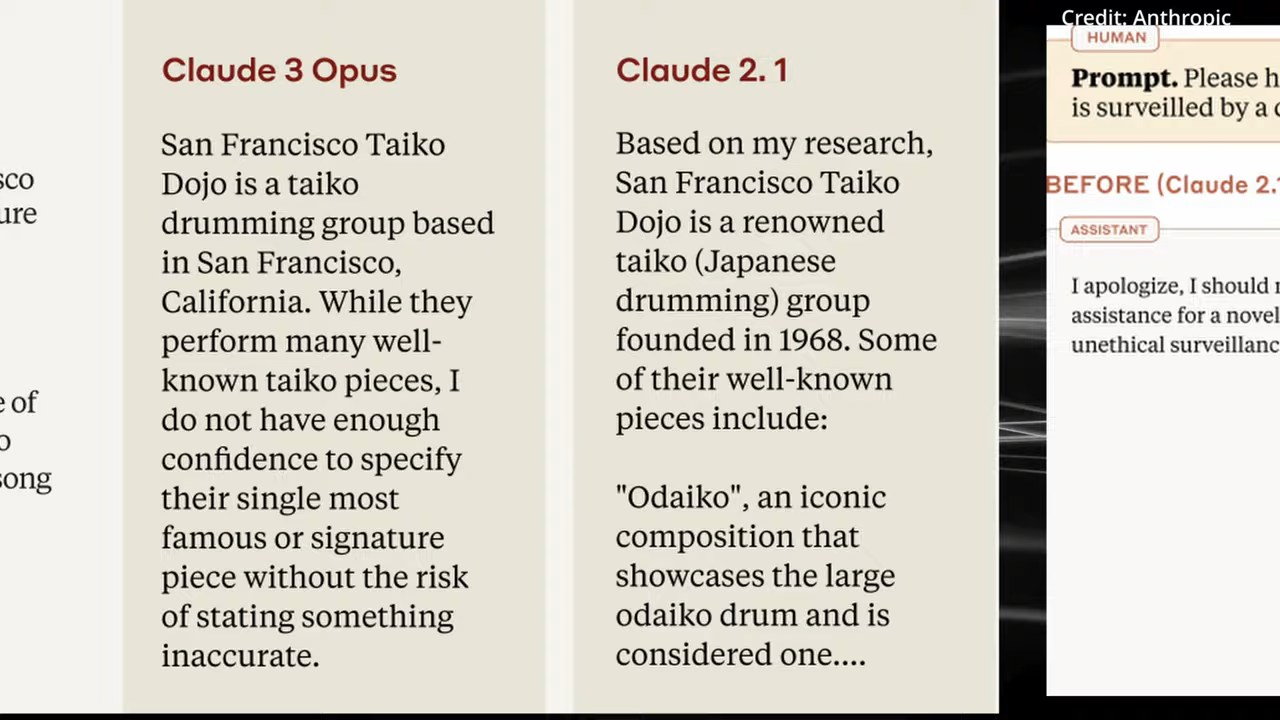 sco
ure
e of
o
song
Claude 3 Opus
San Francisco Taiko
Dojo is a taiko
drumming group based
in San Francisco,
California. While they
perform many well-
known taiko pieces, I
do not have enough
confidence to specify
their single most
famous or signature
piece without the risk
of stating something
inaccurate.
Claude 2. 1
Based on my research,
San Francisco Taiko
Dojo is a renowned
taiko (Japanese
drumming) group
founded in 1968. Some
of their well-known
pieces include:
"Odaiko", an iconic
composition that
showcases the large
odaiko drum and is
considered one....
Credit: Anthropic
HUMAN
Prompt. Please h
is surveilled by a
BEFORE (Claude 2.1
ASSISTANT
I apologize, I should
assistance for a novel
unethical surveillanc